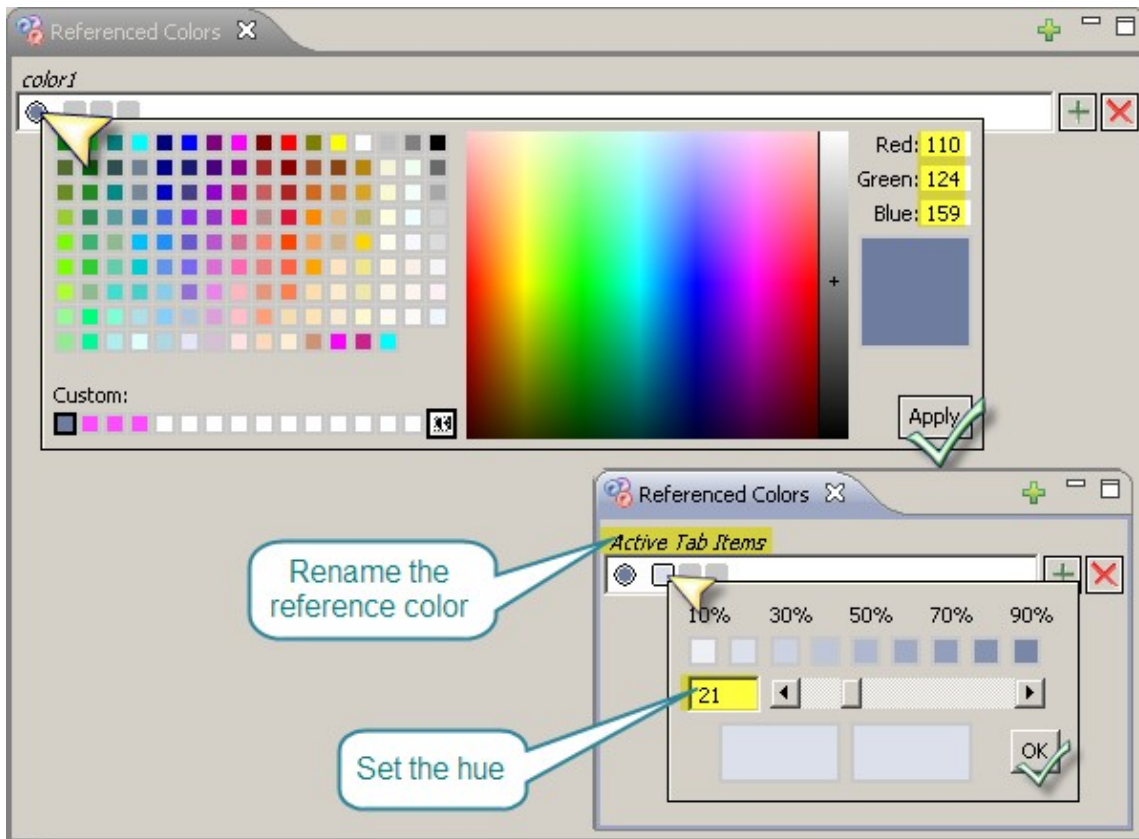 Referenced Colors
color1
Red: 110
Green: 124
Blue: 159
Custom:
Apply
Referenced Colors
Active Tab Items
Rename the
reference color
10% 30% 50% 70% 90%
21
Set the hue
OK